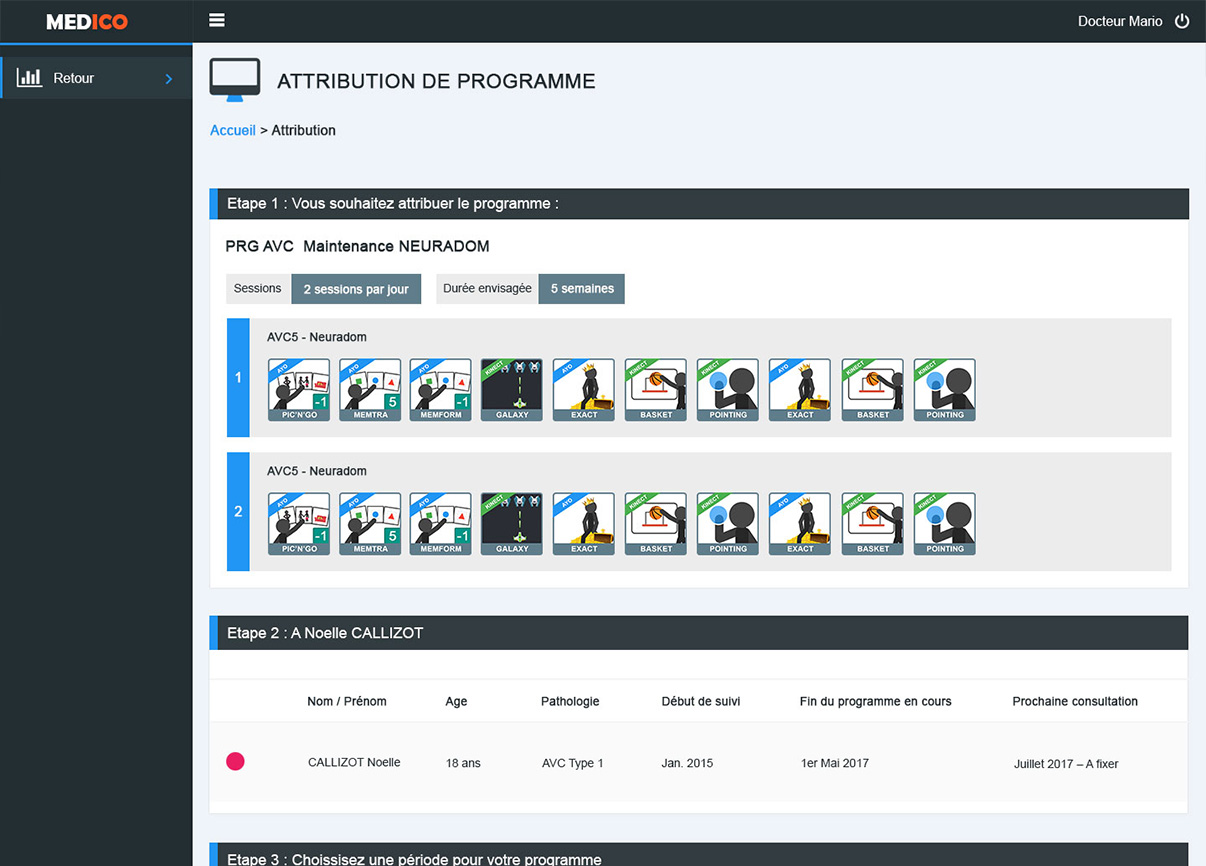 MEDICO
Docteur Mario
Retour
ATTRIBUTION DE PROGRAMME
Accueil > Attribution
Etape 1 : Vous souhaitez attribuer le programme :
PRG AVC Maintenance NEURADOM
Sessions 2 sessions par jour Durée envisagée 5 semaines
1
AVC5 - Neuradom
AYO AYO AYO KINECT AYO KINECT KINECT AYO KINECT KINECT
-1 5 -1
PIC'N'GO MEMTRA MEMFORM GALAXY EXACT BASKET POINTING EXACT BASKET POINTING
2
AVC5 - Neuradom
AYO AYO AYO KINECT AYO KINECT KINECT AYO KINECT KINECT
-1 5 -1
PIC'N'GO MEMTRA MEMFORM GALAXY EXACT BASKET POINTING EXACT BASKET POINTING
Etape 2 : A Noelle CALLIZOT
Nom / Prénom Age Pathologie Début de suivi Fin du programme en cours Prochaine consultation
CALLIZOT Noelle 18 ans AVC Type 1 Jan. 2015 1er Mai 2017 Juillet 2017 – A fixer
Etape 3 : Choissisez une période pour votre programme